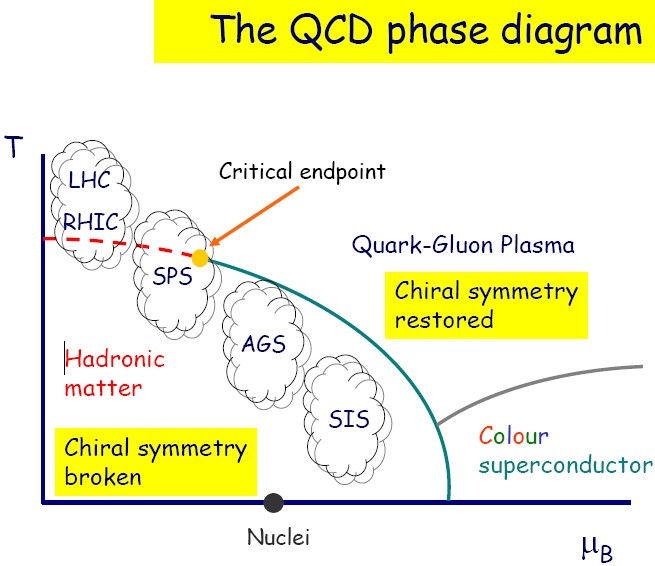 The QCD phase diagram
T
LHC
RHIC
Critical endpoint
SPS
Quark-Gluon Plasma
Chiral symmetry
restored
AGS
Hadronic
matter
SIS
Colour
superconductor
Chiral symmetry
broken
Nuclei
μB